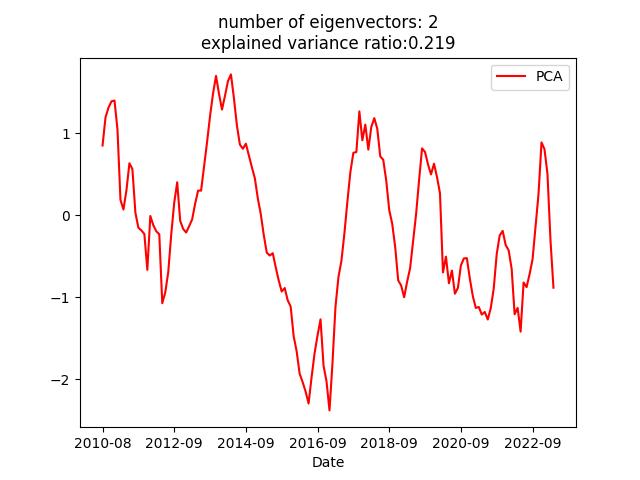 number of eigenvectors: 2
explained variance ratio:0.219
PCA
1
0
−1
−2
2010-08 2012-09 2014-09 2016-09 2018-09 2020-09 2022-09
Date